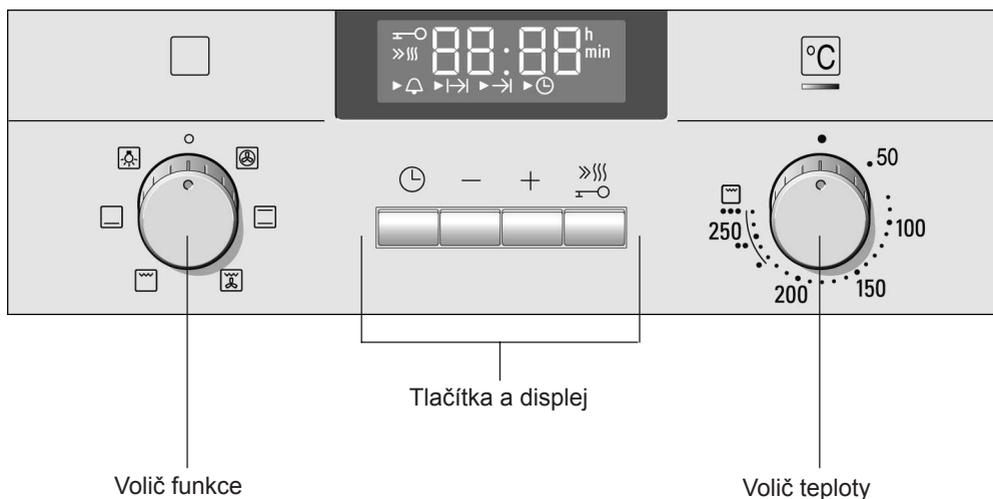 88:88 h
min
°C
50
100
150
200
250
− +
Tlačítka a displej
Volič funkce
Volič teploty